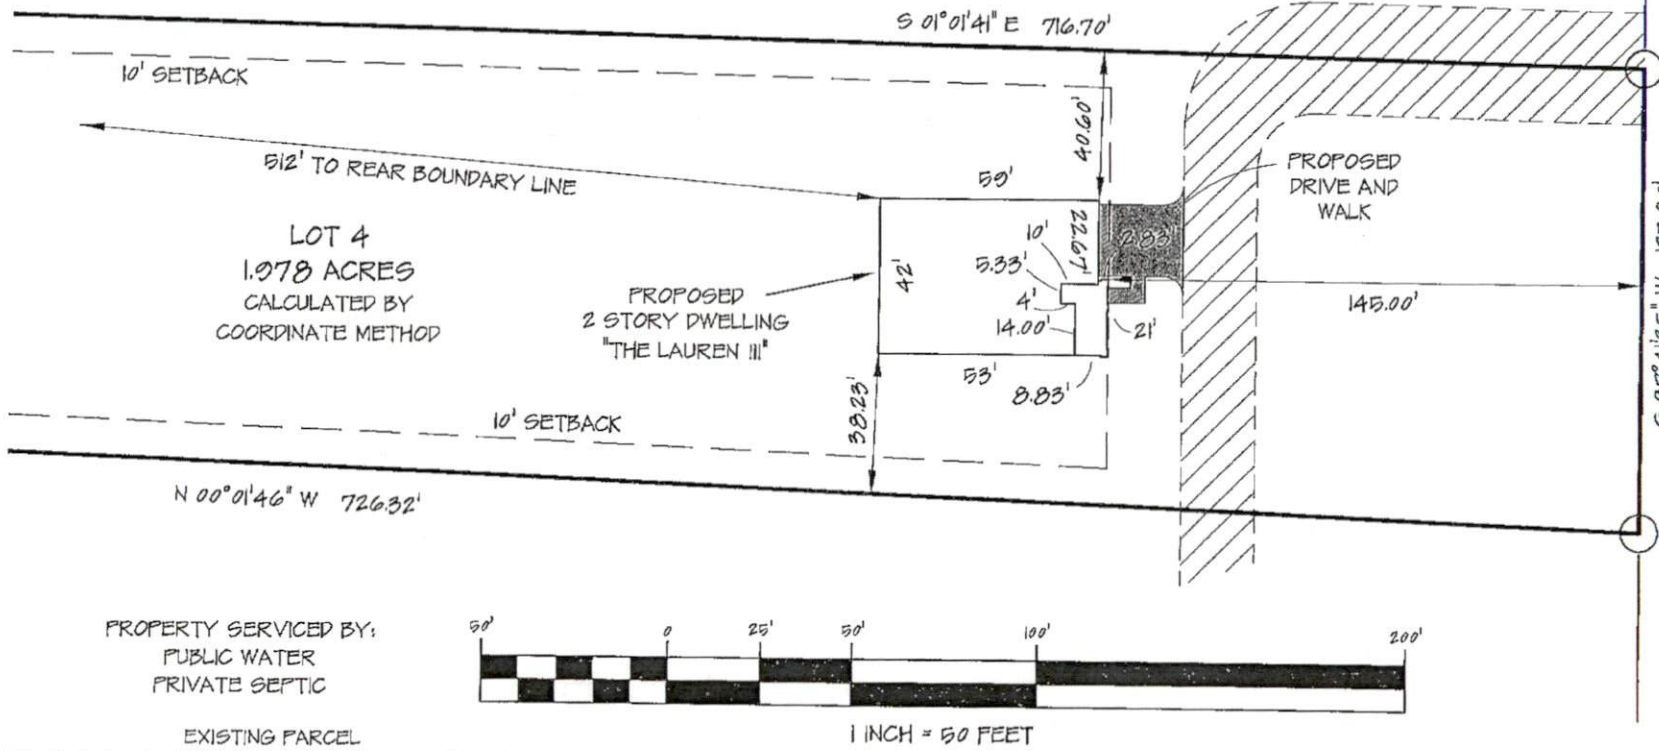 S 01°01'41" E 716.70'
10' SETBACK
512' TO REAR BOUNDARY LINE
LOT 4
1.978 ACRES
CALCULATED BY
COORDINATE METHOD
PROPOSED
2 STORY DWELLING
"THE LAUREN III"
59'
42'
40.60'
22.67'
2.83'
10'
5.33'
4'
14.00'
21'
53'
8.83'
38.23'
PROPOSED
DRIVE AND
WALK
145.00'
10' SETBACK
N 00°01'46" W 726.32'
PROPERTY SERVICED BY:
PUBLIC WATER
PRIVATE SEPTIC
EXISTING PARCEL
50' 0 25' 50' 100' 200'
1 INCH = 50 FEET